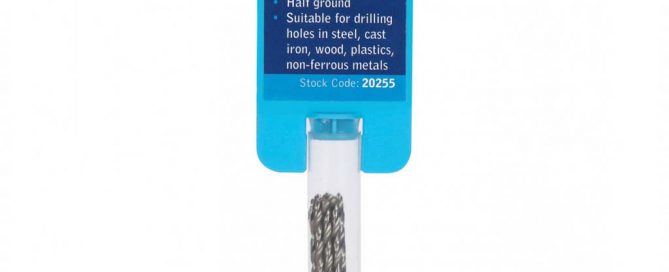 • Half ground
• Suitable for drilling
holes in steel, cast
iron, wood, plastics,
non-ferrous metals
Stock Code: 20255